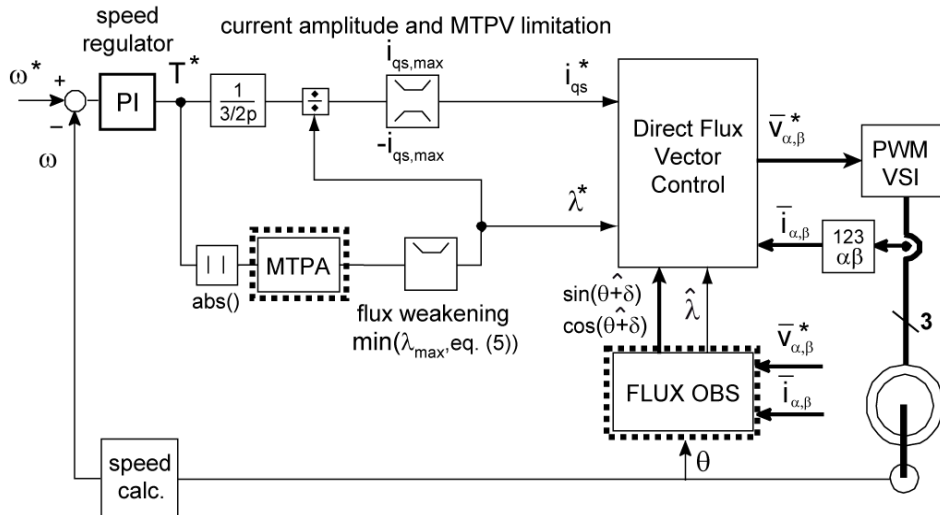 speed
regulator
current amplitude and MTPV limitation
ω*
+
−
ω
PI
T*
1
3/2p
÷
i_qs,max
-i_qs,max
i_qs*
Direct Flux
Vector
Control
v̅_α,β*
PWM
VSI
λ*
i̅_α,β
123
αβ
| |
abs()
MTPA
flux weakening
min(λ_max,eq. (5))
sin(θ+̂δ)
cos(θ+̂δ)
λ̂
3
FLUX OBS
v̅_α,β*
i̅_α,β
θ
speed
calc.